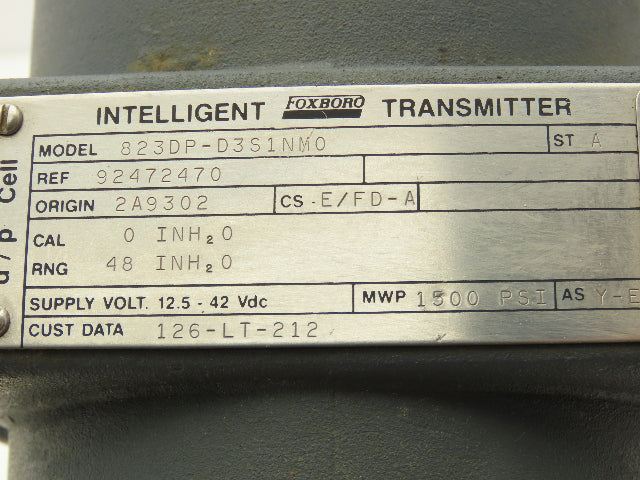 INTELLIGENT FOXBORO TRANSMITTER
MODEL 823DP-D3S1NM0 ST A
REF 92472470
ORIGIN 2A9302 CS E/FD-A
CAL 0 INH₂O
RNG 48 INH₂O
SUPPLY VOLT. 12.5 - 42 Vdc MWP 1500 PSI AS Y-E
CUST DATA 126-LT-212
d/p Cell